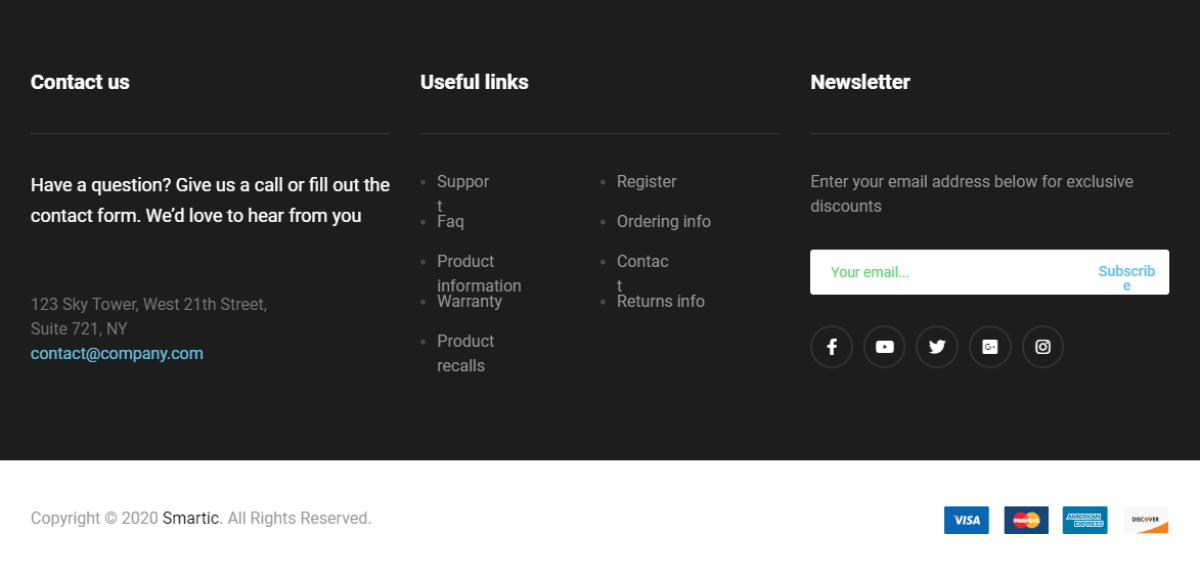 Contact us
Have a question? Give us a call or fill out the
contact form. We’d love to hear from you
123 Sky Tower, West 21th Street,
Suite 721, NY
contact@company.com
Useful links
Suppor
t
Faq
Product
information
Warranty
Product
recalls
Register
Ordering info
Contac
t
Returns info
Newsletter
Enter your email address below for exclusive
discounts
Your email...
Subscrib
e
G+
Copyright © 2020 Smartic. All Rights Reserved.
VISA
MasterCard
AMERICAN
EXPRESS
DISCOVER